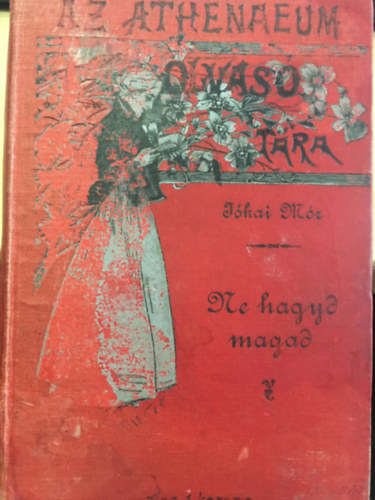 AZ ATHENAEUM
OLVASÓ
TÁRA
Jókai Mór
Ne hagyd
magad